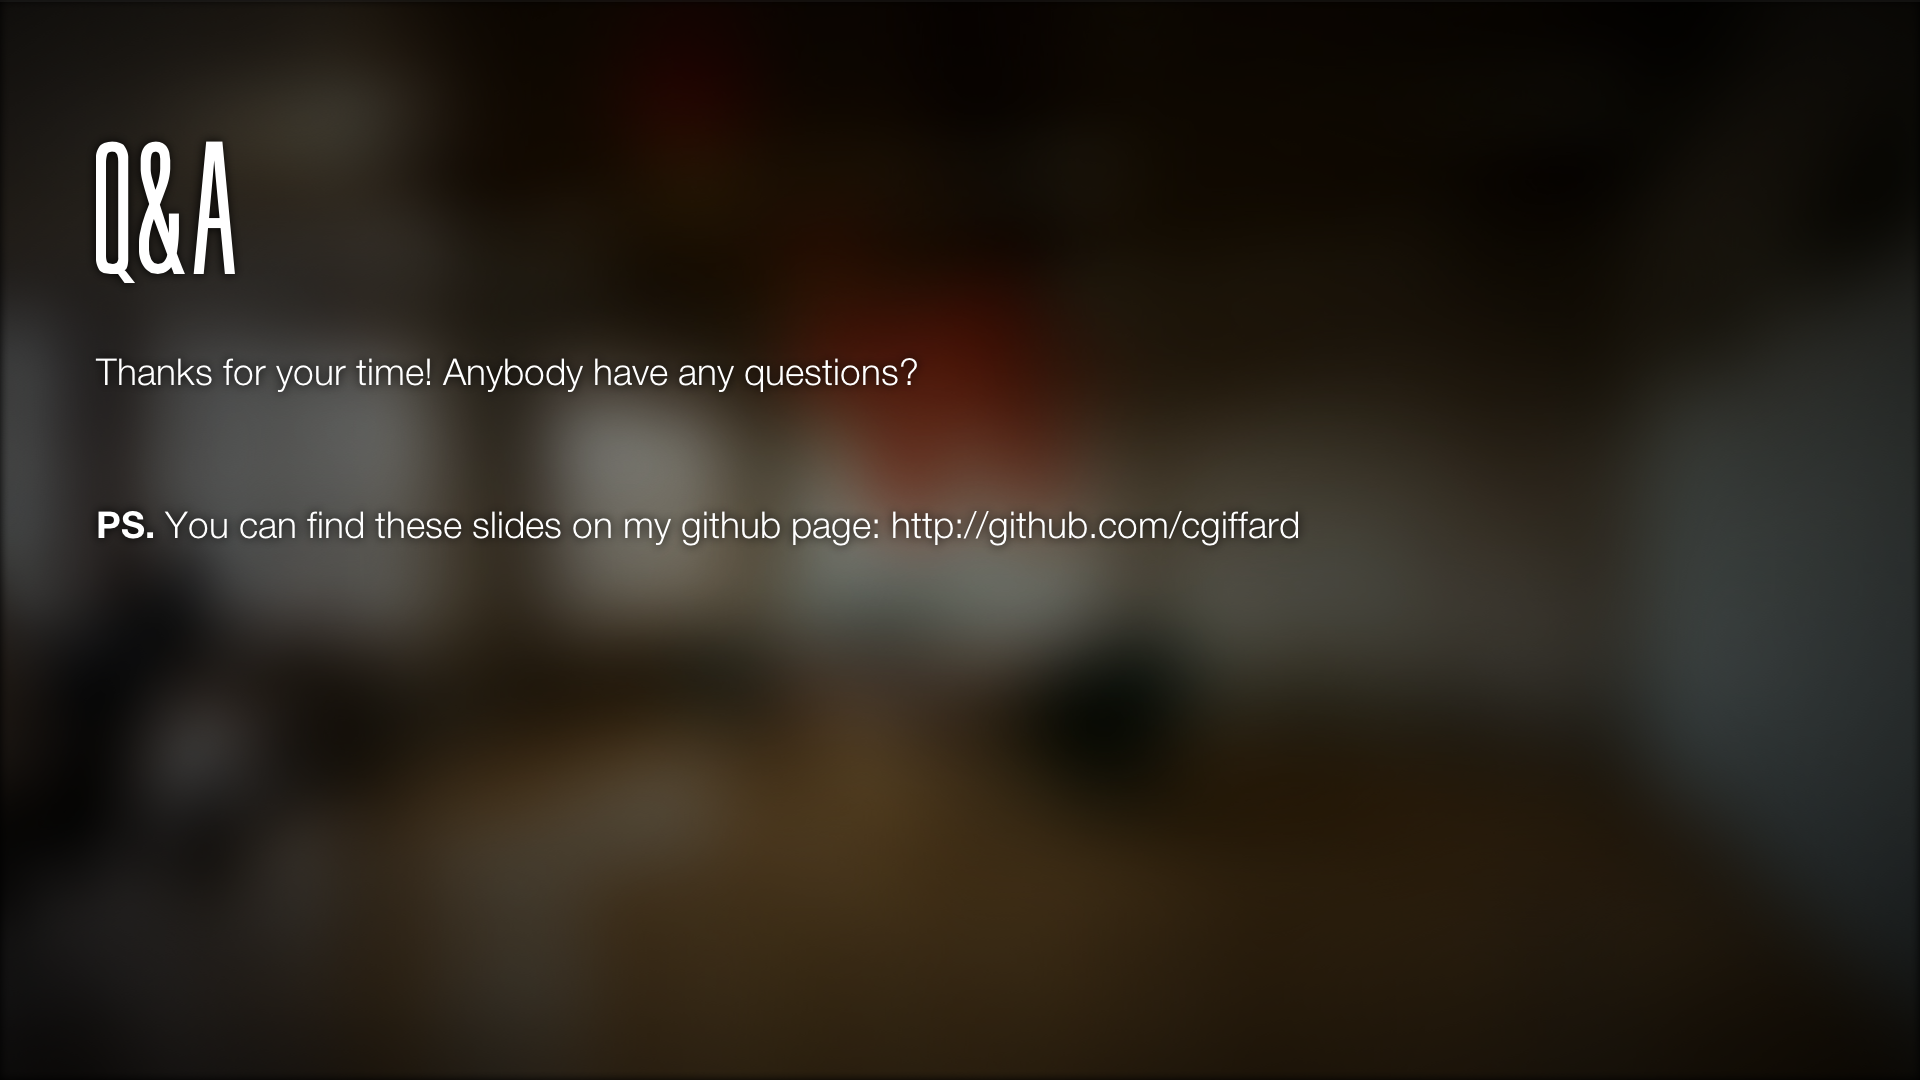 Q&A
Thanks for your time! Anybody have any questions?
PS. You can find these slides on my github page: http://github.com/cgiffard